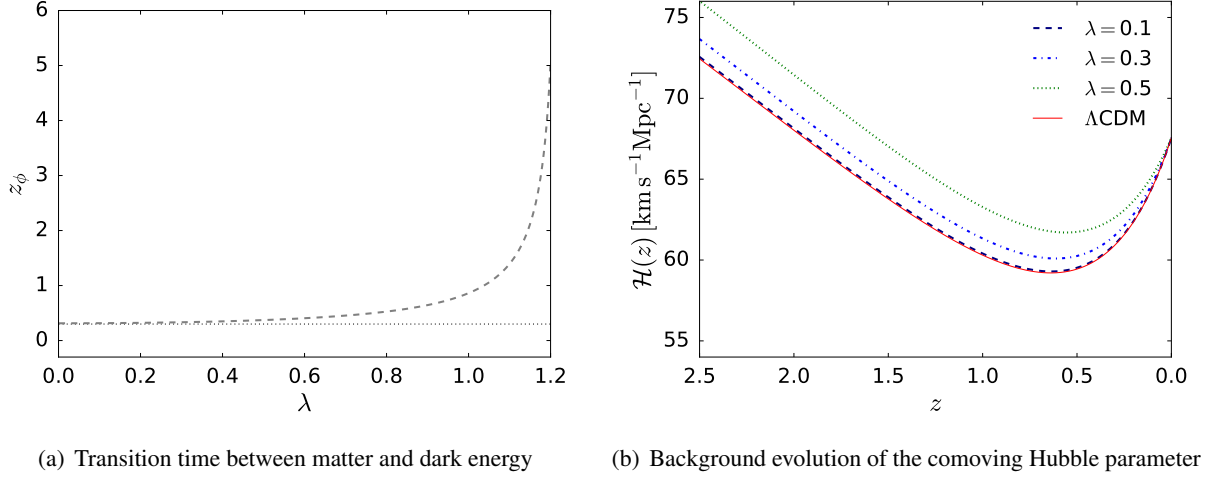 6
5
4
3
2
1
0
z_ϕ
0.0 0.2 0.4 0.6 0.8 1.0 1.2
λ
(a) Transition time between matter and dark energy
75
70
65
60
55
ℋ(z) [km s⁻¹Mpc⁻¹]
λ = 0.1
λ = 0.3
λ = 0.5
ΛCDM
2.5 2.0 1.5 1.0 0.5 0.0
z
(b) Background evolution of the comoving Hubble parameter